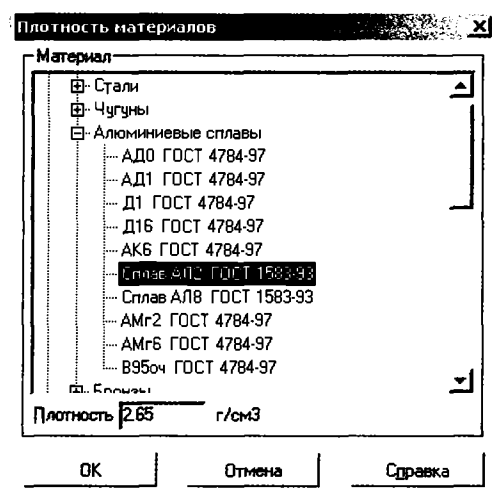 Плотность материалов
Материал
Стали
Чугуны
Алюминиевые сплавы
АД0 ГОСТ 4784-97
АД1 ГОСТ 4784-97
Д1 ГОСТ 4784-97
Д16 ГОСТ 4784-97
АК6 ГОСТ 4784-97
Сплав АЛ2 ГОСТ 1583-93
Сплав АЛ8 ГОСТ 1583-93
АМг2 ГОСТ 4784-97
АМг6 ГОСТ 4784-97
В95оч ГОСТ 4784-97
Бронзы
Плотность 2.65 г/см3
OK Отмена Справка